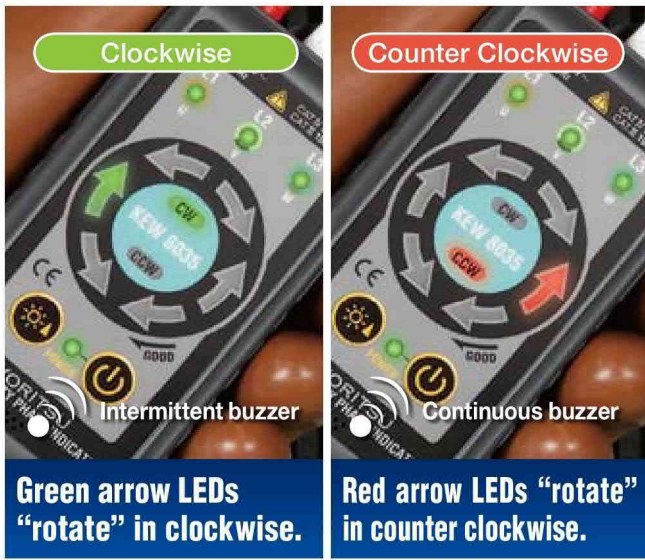 Clockwise
L1
L2
L3
U
V
W
CW
KEW 8035
CCW
CE
GOOD
POWER
Intermittent buzzer
Green arrow LEDs
“rotate” in clockwise.
Counter Clockwise
L1
L2
L3
U
V
W
CW
KEW 8035
CCW
CE
GOOD
POWER
Continuous buzzer
Red arrow LEDs “rotate”
in counter clockwise.